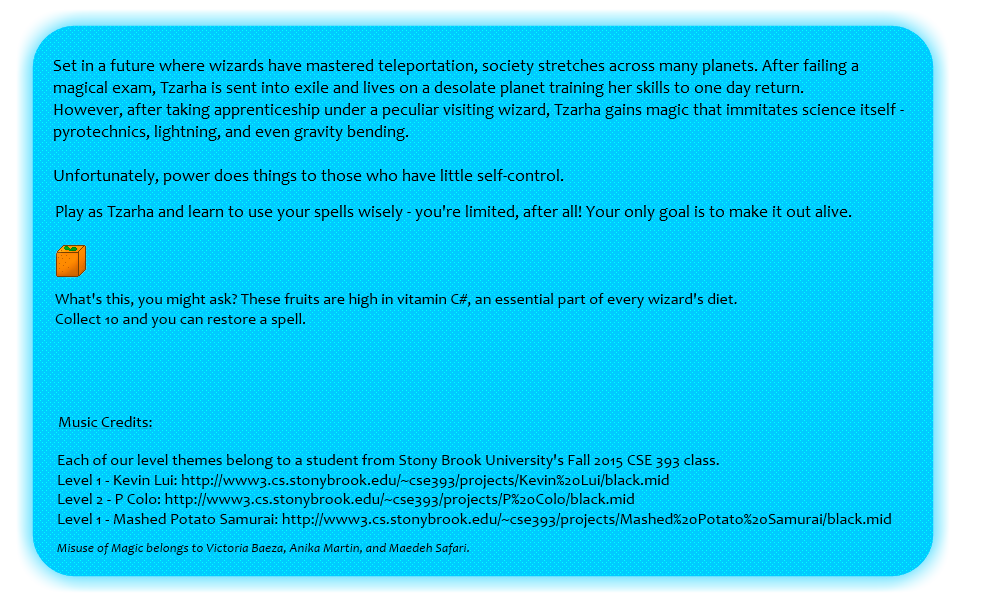 Set in a future where wizards have mastered teleportation, society stretches across many planets. After failing a
magical exam, Tzarha is sent into exile and lives on a desolate planet training her skills to one day return.
However, after taking apprenticeship under a peculiar visiting wizard, Tzarha gains magic that immitates science itself -
pyrotechnics, lightning, and even gravity bending.
Unfortunately, power does things to those who have little self-control.
Play as Tzarha and learn to use your spells wisely - you're limited, after all! Your only goal is to make it out alive.
What's this, you might ask? These fruits are high in vitamin C#, an essential part of every wizard's diet.
Collect 10 and you can restore a spell.
Music Credits:
Each of our level themes belong to a student from Stony Brook University's Fall 2015 CSE 393 class.
Level 1 - Kevin Lui: http://www3.cs.stonybrook.edu/~cse393/projects/Kevin%20Lui/black.mid
Level 2 - P Colo: http://www3.cs.stonybrook.edu/~cse393/projects/P%20Colo/black.mid
Level 1 - Mashed Potato Samurai: http://www3.cs.stonybrook.edu/~cse393/projects/Mashed%20Potato%20Samurai/black.mid
Misuse of Magic belongs to Victoria Baeza, Anika Martin, and Maedeh Safari.